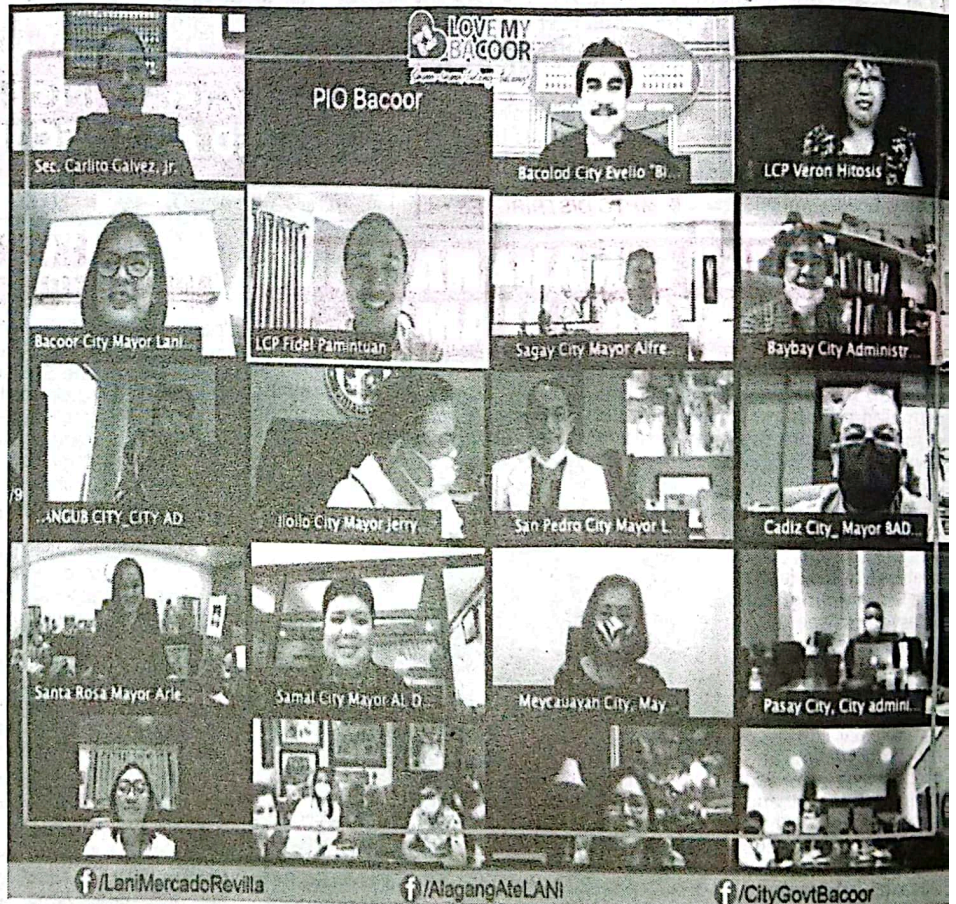 LOVE MY
BACOOR
PIO Bacoor
Sec. Carlito Galvez, Jr.
Bacolod City Evelio "Bi...
LCP Veron Hitosis
Bacoor City Mayor Lani...
LCP Fidel Pamintuan
Sagay City Mayor Alfre...
Baybay City Administr...
/9
...ANGUB CITY_CITY AD...
Iloilo City Mayor Jerry...
San Pedro City Mayor L...
Cadiz City_ Mayor BAD...
Santa Rosa Mayor Arle...
Samal City Mayor AL D...
Meycauayan City, May...
Pasay City, City admini...
/LaniMercadoRevilla
/AlagangAteLANI
/CityGovtBacoor